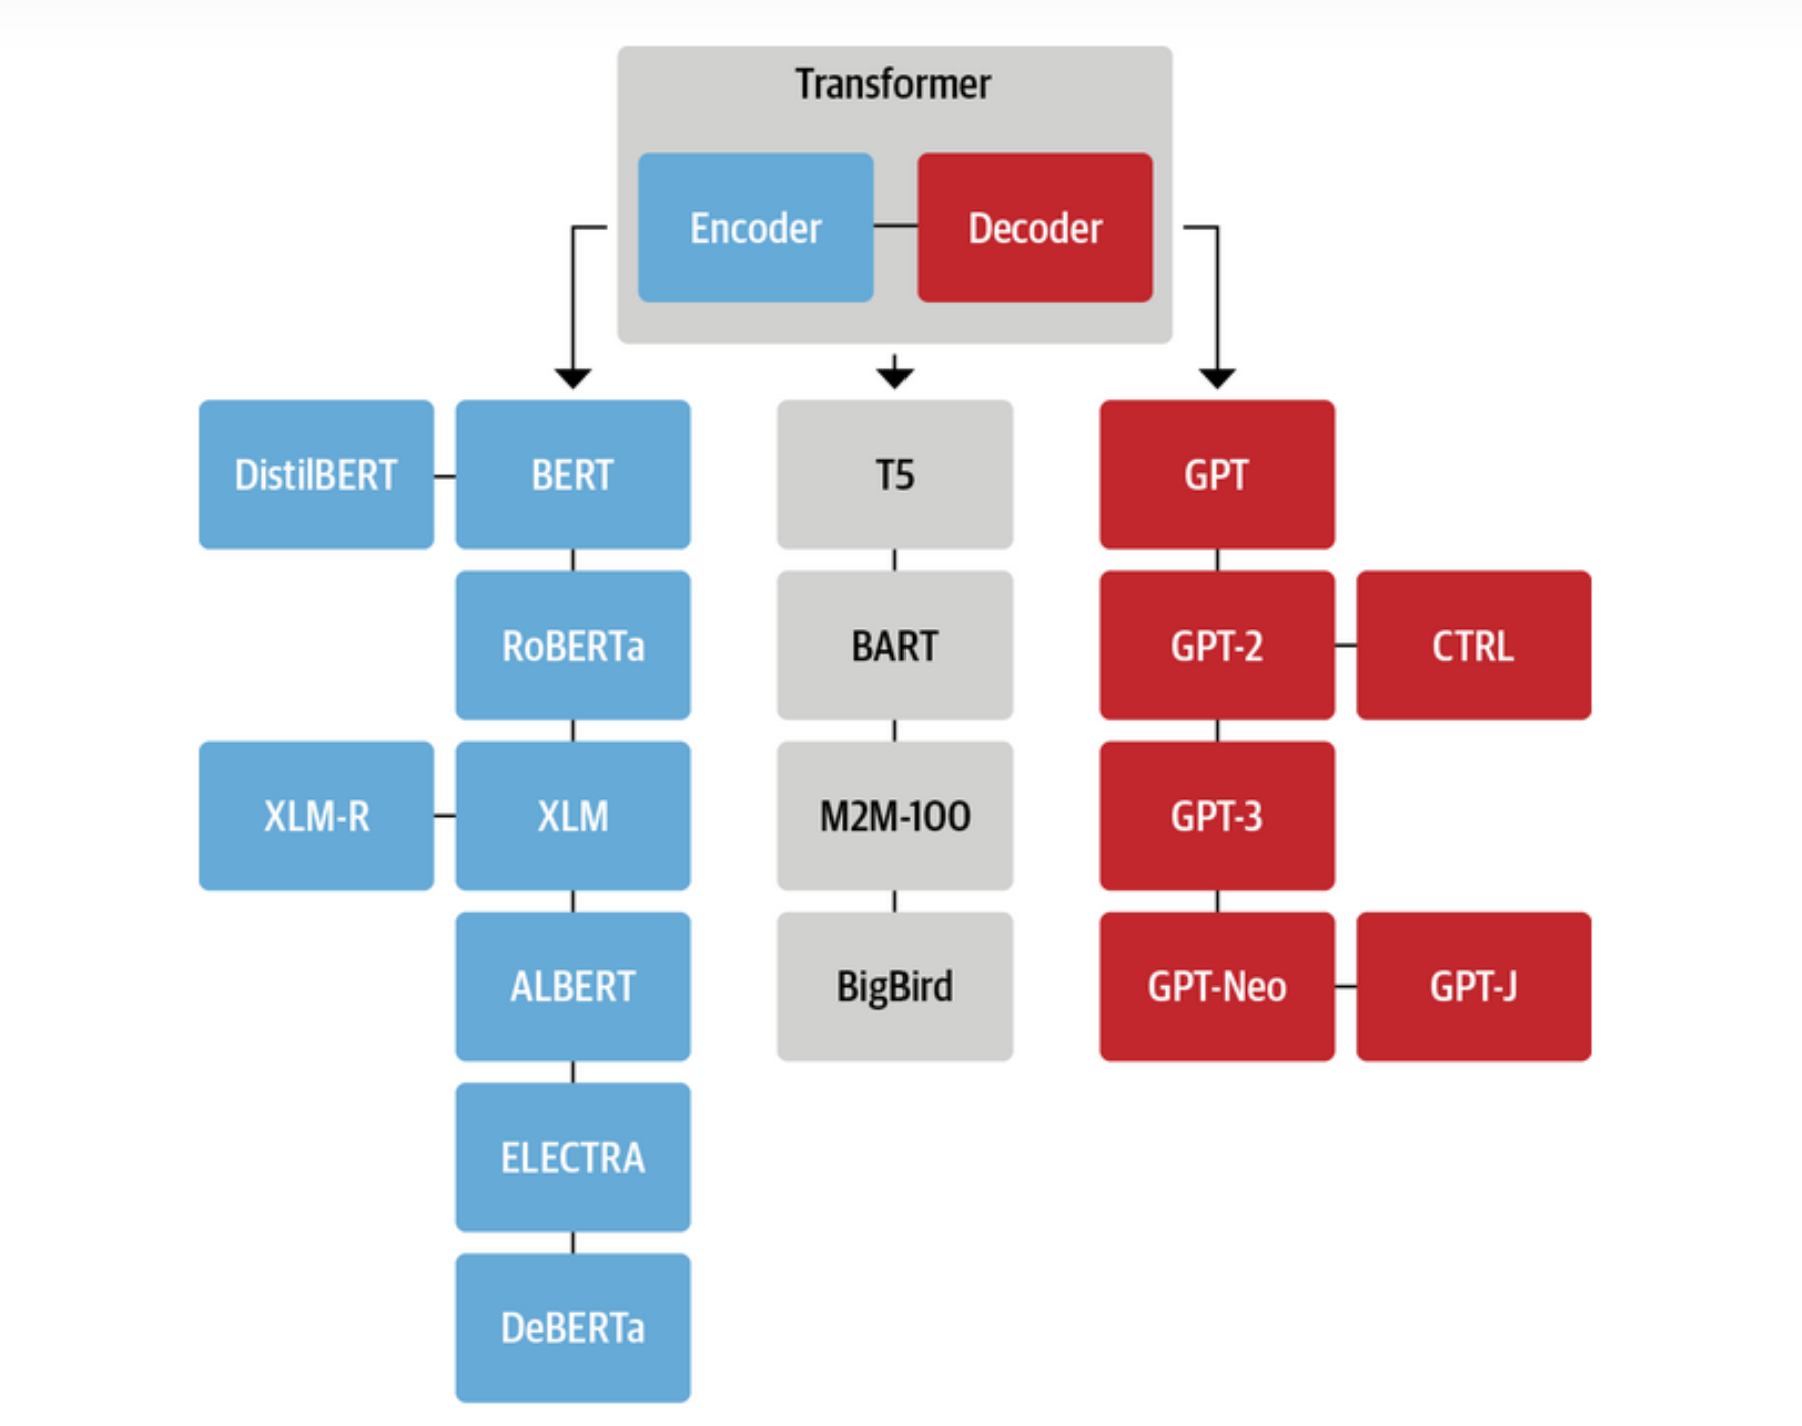 Transformer
Encoder
Decoder
DistilBERT
BERT
T5
GPT
RoBERTa
BART
GPT-2
CTRL
XLM-R
XLM
M2M-100
GPT-3
ALBERT
BigBird
GPT-Neo
GPT-J
ELECTRA
DeBERTa